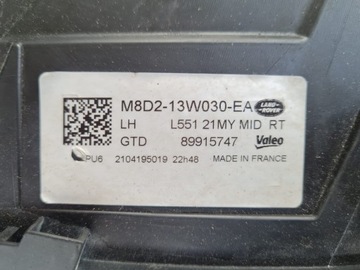 M8D2-13W030-EA LAND ROVER
LH L551 21MY MID RT
GTD 89915747 Valeo
PU6 2104195019 22h48 MADE IN FRANCE